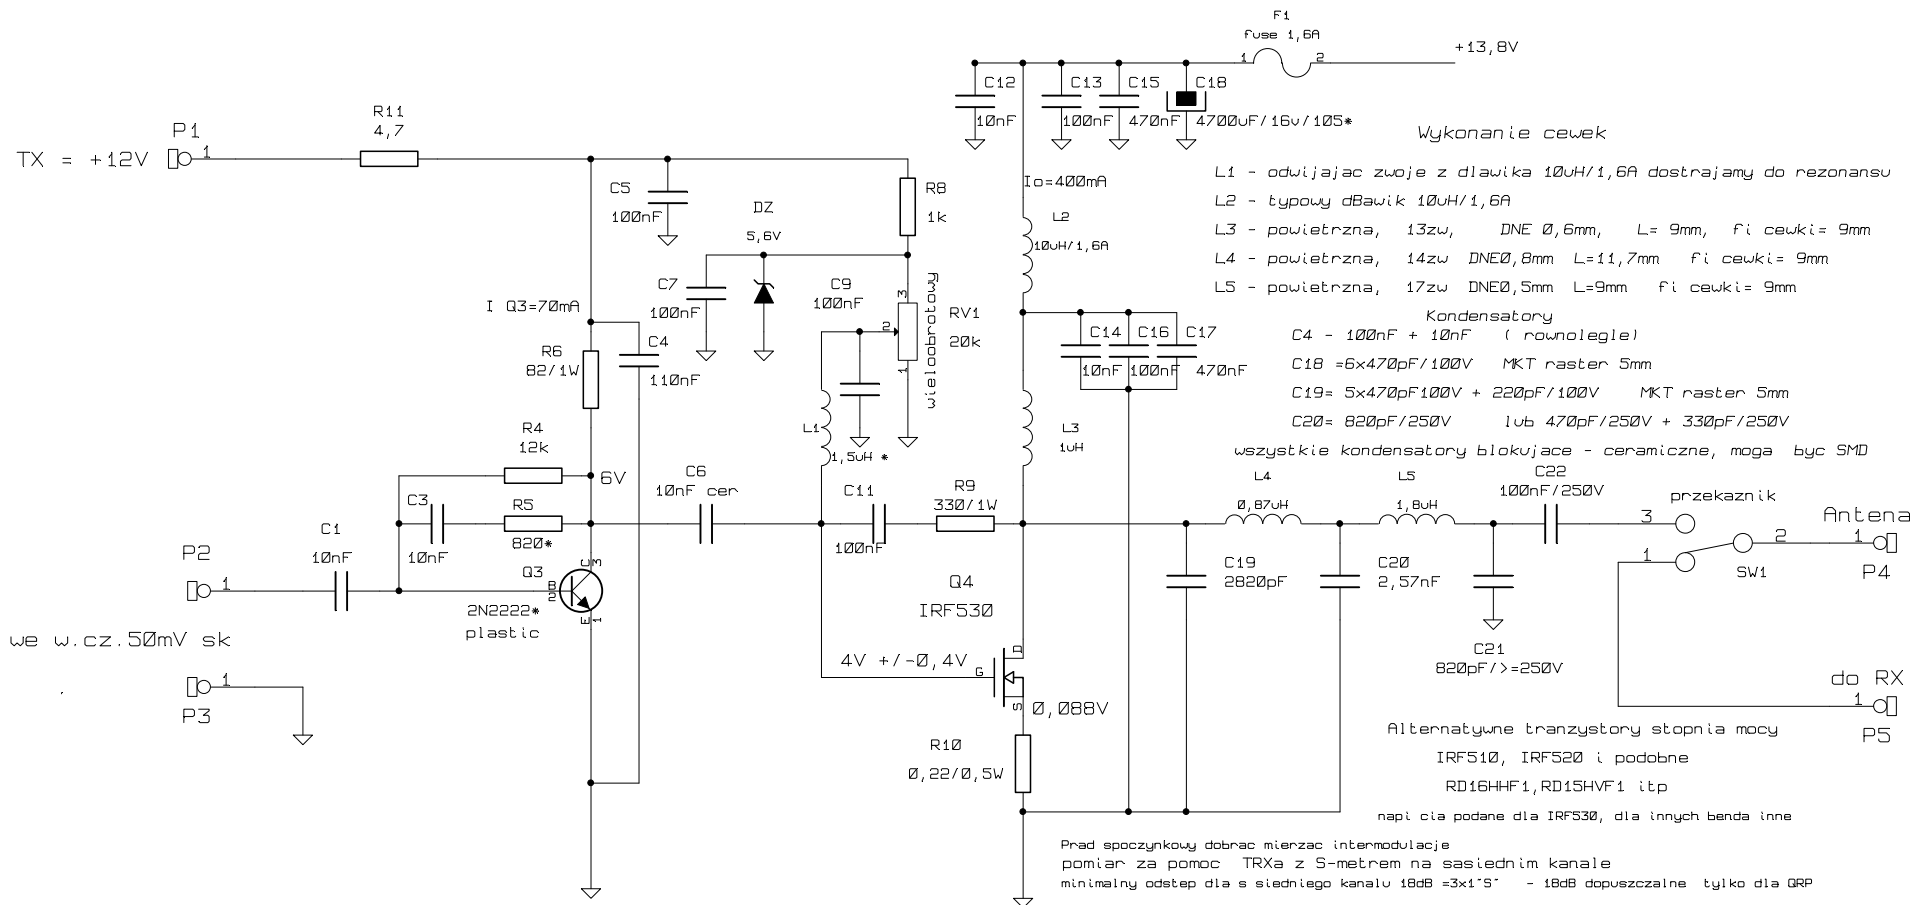 F1
fuse 1,6A
1
2
+13,8V
C12
10nF
C13
100nF
C15
470nF
C18
4700uF/16v/105*
R11
4,7
P1
1
TX = +12V
C5
100nF
R8
1k
DZ
5,6V
Io=400mA
L2
10uH/1,6A
C7
100nF
C9
100nF
3
2
1
RV1
20k
wieloobrotowy
I Q3=70mA
R6
82/1W
C4
110nF
C14
10nF
C16
100nF
C17
470nF
L1
1,5uH *
L3
1uH
R4
12k
6V
C3
10nF
R5
820*
C6
10nF cer
C11
100nF
R9
330/1W
C1
10nF
P2
1
Q3
C
3
B
2
E
1
2N2222*
plastic
we w.cz.50mV sk
1
P3
Q4
IRF530
4V +/-0,4V
G
D
S
0,088V
R10
0,22/0,5W
C19
2820pF
L4
0,87uH
L5
1,8uH
C20
2,57nF
C21
820pF/>=250V
C22
100nF/250V
przekaznik
3
1
2
SW1
Antena
1
P4
do RX
1
P5
Wykonanie cewek
L1 - odwijajac zwoje z dlawika 10uH/1,6A dostrajamy do rezonansu
L2 - typowy dBawik 10uH/1,6A
L3 - powietrzna, 13zw, DNE 0,6mm, L= 9mm, fi cewki= 9mm
L4 - powietrzna, 14zw DNE0,8mm L=11,7mm fi cewki= 9mm
L5 - powietrzna, 17zw DNE0,5mm L=9mm fi cewki= 9mm
Kondensatory
C4 - 100nF + 10nF ( rownolegle)
C18 =6x470pF/100V MKT raster 5mm
C19= 5x470pF100V + 220pF/100V MKT raster 5mm
C20= 820pF/250V lub 470pF/250V + 330pF/250V
wszystkie kondensatory blokujace - ceramiczne, moga byc SMD
Alternatywne tranzystory stopnia mocy
IRF510, IRF520 i podobne
RD16HHF1,RD15HVF1 itp
napi cia podane dla IRF530, dla innych benda inne
Prad spoczynkowy dobrac mierzac intermodulacje
pomiar za pomoc TRXa z S-metrem na sasiednim kanale
minimalny odstep dla s siedniego kanalu 18dB =3x1"S" - 18dB dopuszczalne tylko dla QRP